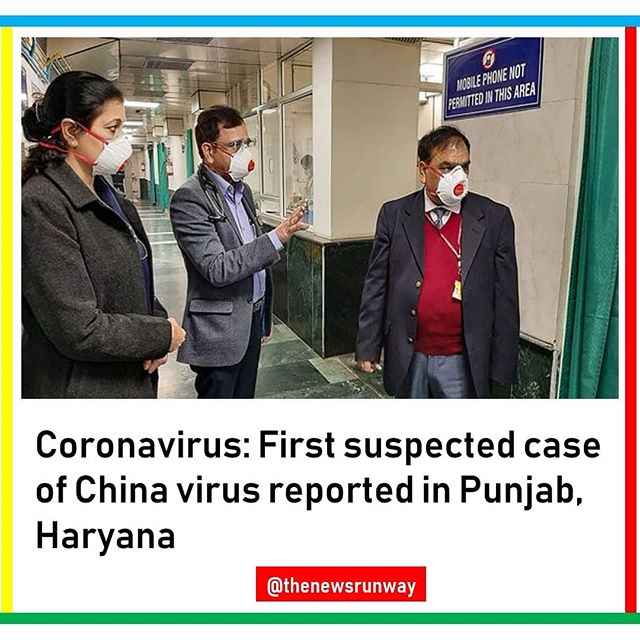 MOBILE PHONE NOT
PERMITTED IN THIS AREA
Coronavirus: First suspected case
of China virus reported in Punjab,
Haryana
@thenewsrunway